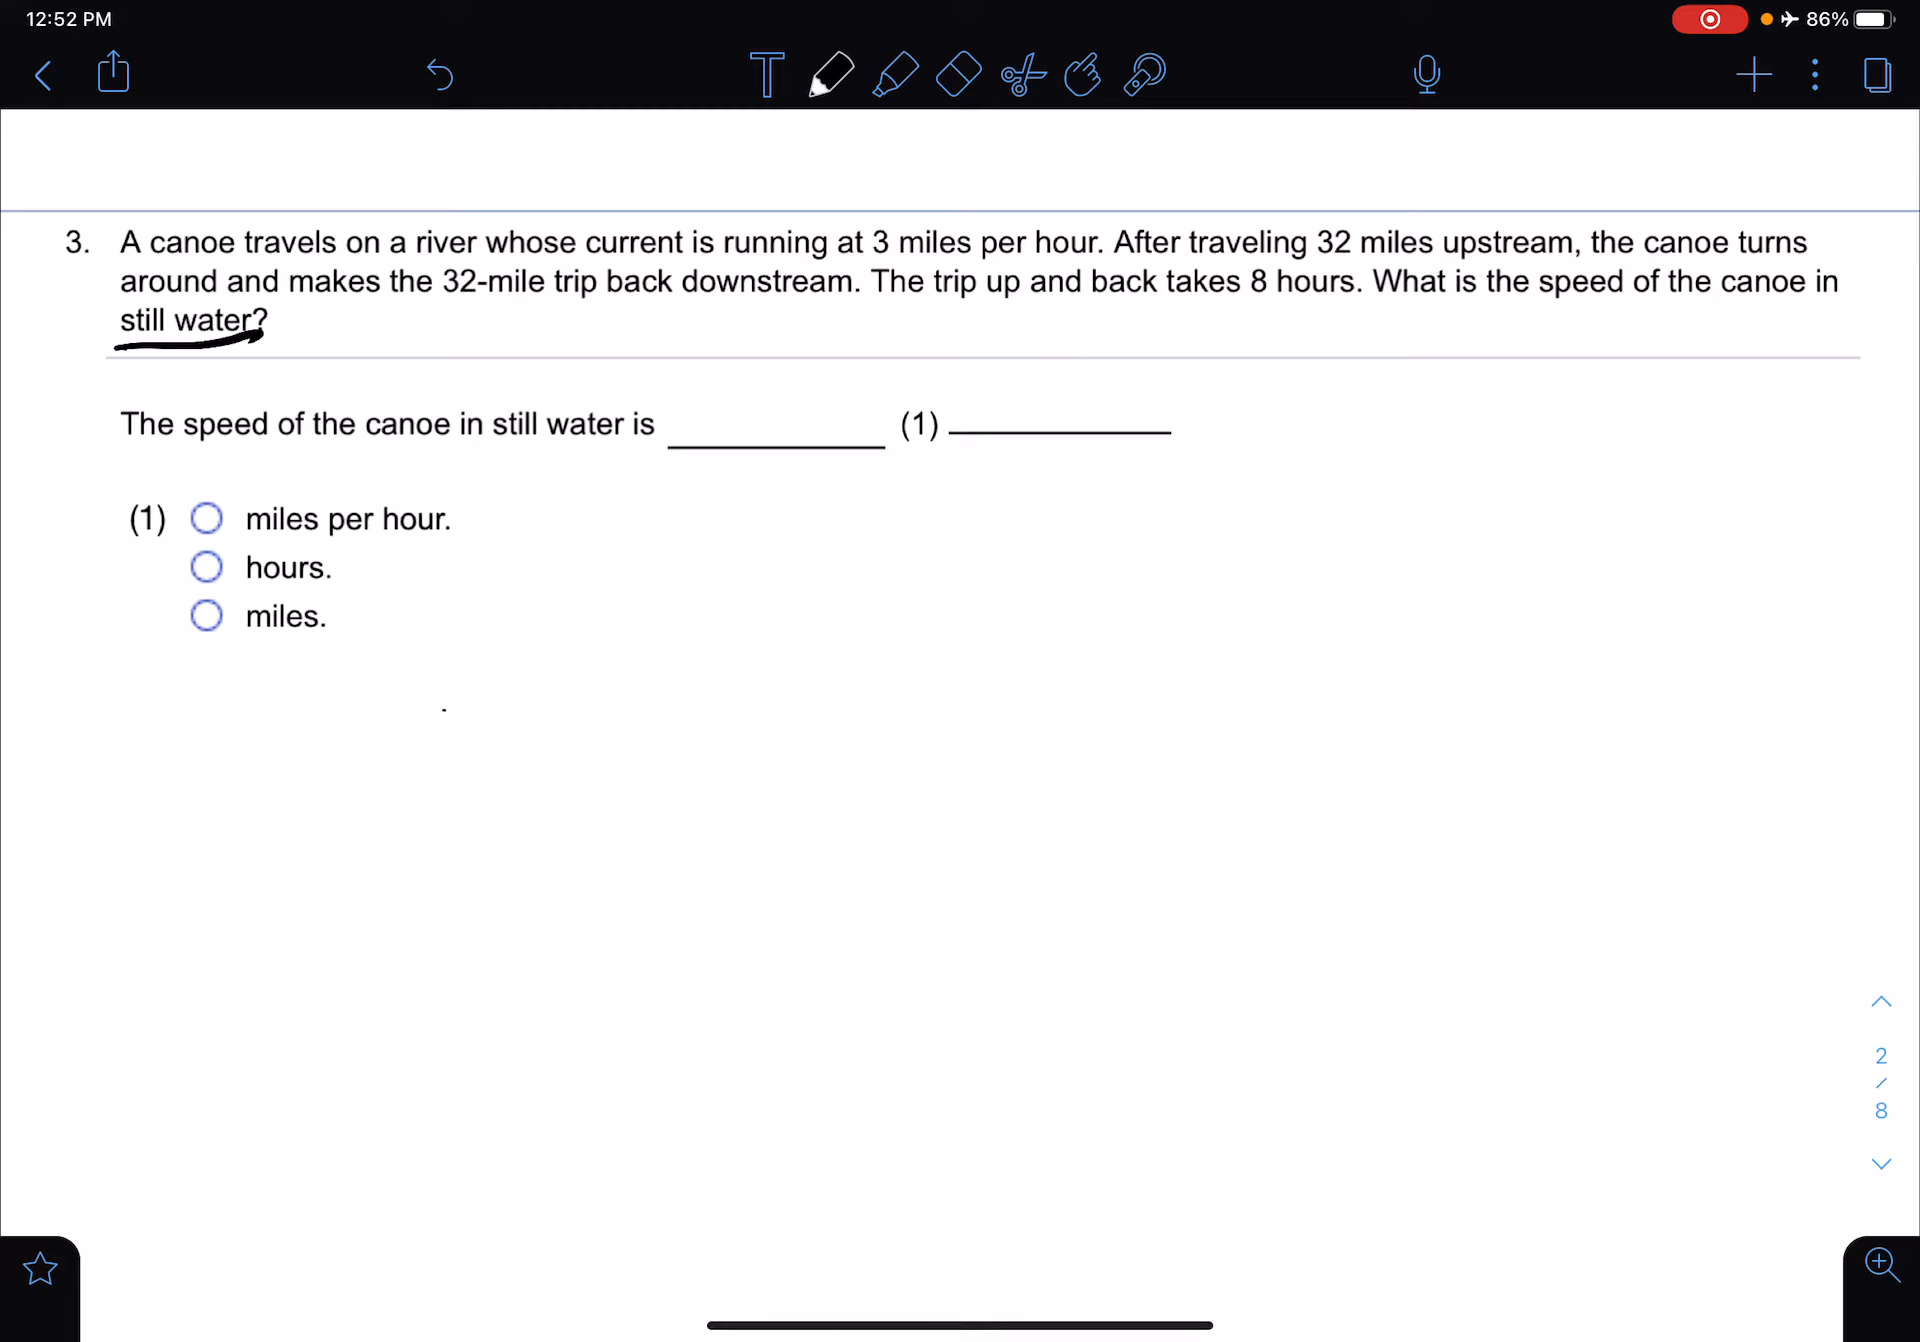 12:52 PM
86%
T
3. A canoe travels on a river whose current is running at 3 miles per hour. After traveling 32 miles upstream, the canoe turns
around and makes the 32-mile trip back downstream. The trip up and back takes 8 hours. What is the speed of the canoe in
still water?
The speed of the canoe in still water is __________ (1) __________
(1) miles per hour.
hours.
miles.
2
/
8